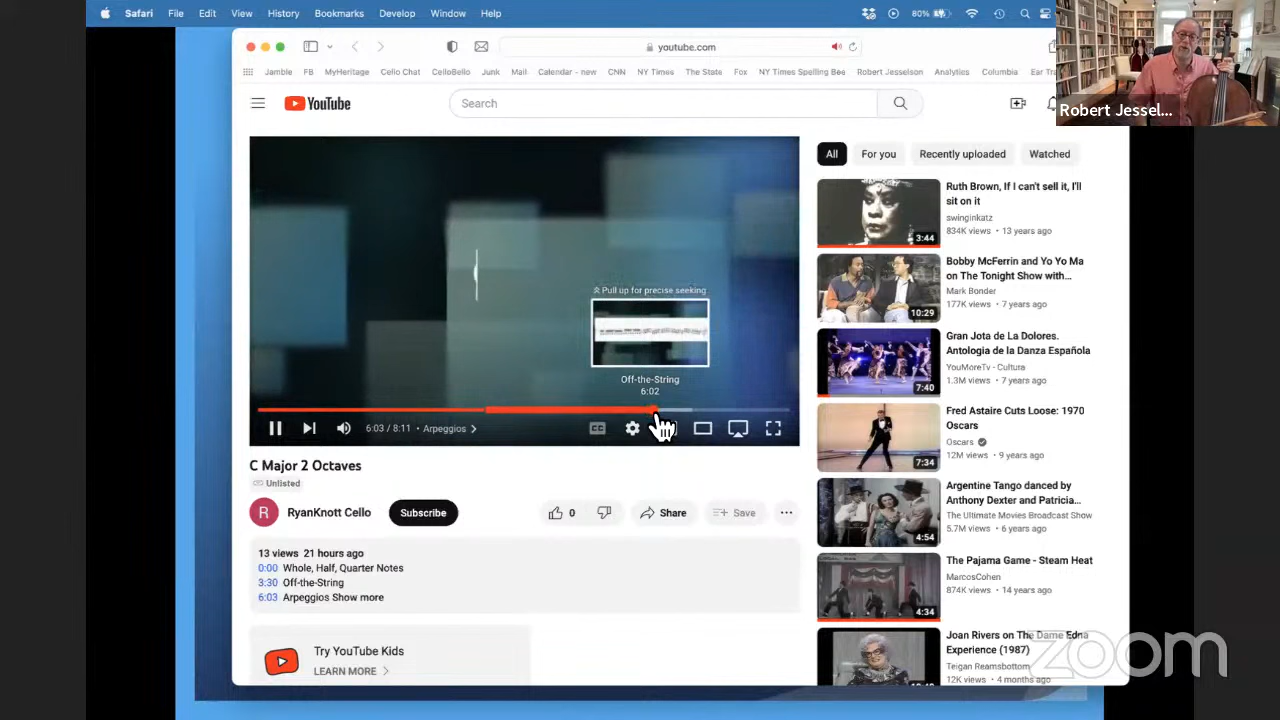 Safari File Edit View History Bookmarks Develop Window Help
80%
youtube.com
Jamble FB MyHeritage Cello Chat CelloBello Junk Mail Calendar - new CNN NY Times The State Fox NY Times Spelling Bee Robert Jesselson Analytics Columbia Ear Tra
Robert Jessel...
YouTube
Search
Pull up for precise seeking
Off-the-String
6:02
6:03 / 8:11 • Arpeggios
CC
C Major 2 Octaves
Unlisted
R
RyanKnott Cello
Subscribe
0
Share
Save
13 views 21 hours ago
0:00 Whole, Half, Quarter Notes
3:30 Off-the-String
6:03 Arpeggios Show more
Try YouTube Kids
LEARN MORE
All
For you
Recently uploaded
Watched
3:44
Ruth Brown, If I can't sell it, I'll
sit on it
swinginkatz
834K views • 13 years ago
10:29
Bobby McFerrin and Yo Yo Ma
on The Tonight Show with...
Mark Bonder
177K views • 7 years ago
7:40
Gran Jota de La Dolores.
Antologia de la Danza Española
YouMoreTv - Cultura
1.3M views • 7 years ago
7:34
Fred Astaire Cuts Loose: 1970
Oscars
Oscars
12M views • 9 years ago
4:54
Argentine Tango danced by
Anthony Dexter and Patricia...
The Ultimate Movies Broadcast Show
5.7M views • 6 years ago
4:34
The Pajama Game - Steam Heat
MarcosCohen
874K views • 14 years ago
Joan Rivers on The Dame Edna
Experience (1987)
Teigan Reamsbottom
12K views • 4 months ago
zoom